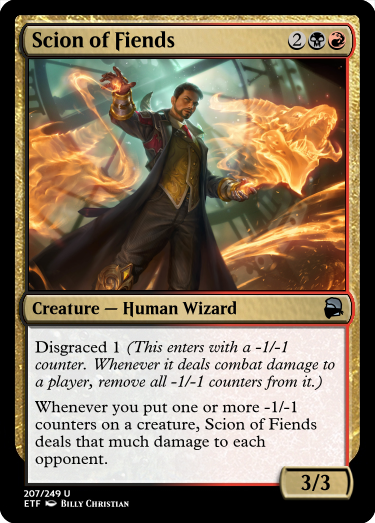 Scion of Fiends 2
Creature — Human Wizard
Disgraced 1 (This enters with a -1/-1
counter. Whenever it deals combat damage to
a player, remove all -1/-1 counters from it.)
Whenever you put one or more -1/-1
counters on a creature, Scion of Fiends
deals that much damage to each
opponent.
3/3
207/249 U
ETF Billy Christian